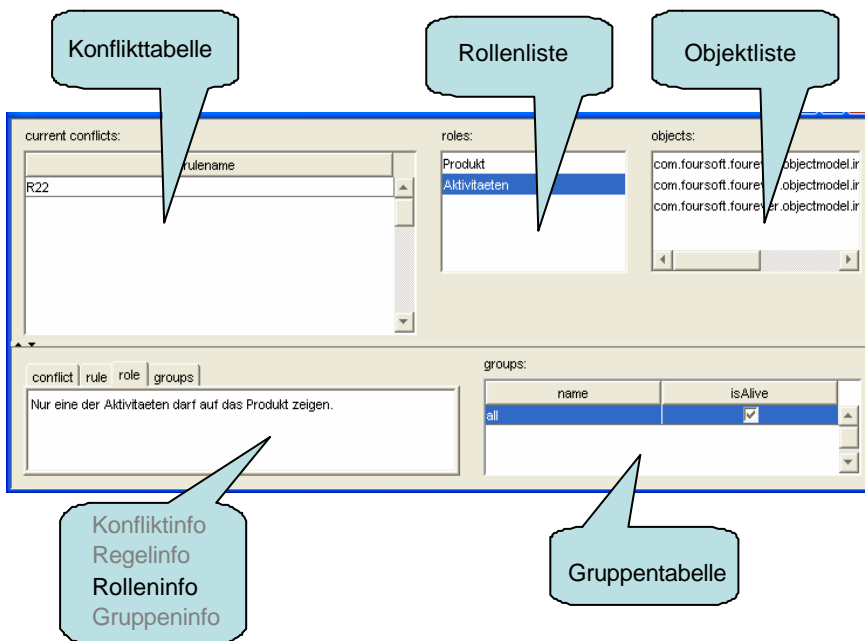 Konflikttabelle
Rollenliste
Objektliste
current conflicts:
roles:
objects:
rulename
R22
Produkt
Aktivitaeten
com.foursoft.fourever.objectmodel.ir
com.foursoft.fourever.objectmodel.ir
com.foursoft.fourever.objectmodel.ir
conflict rule role groups
Nur eine der Aktivitaeten darf auf das Produkt zeigen.
groups:
name isAlive
all
Konfliktinfo
Regelinfo
Rolleninfo
Gruppeninfo
Gruppentabelle